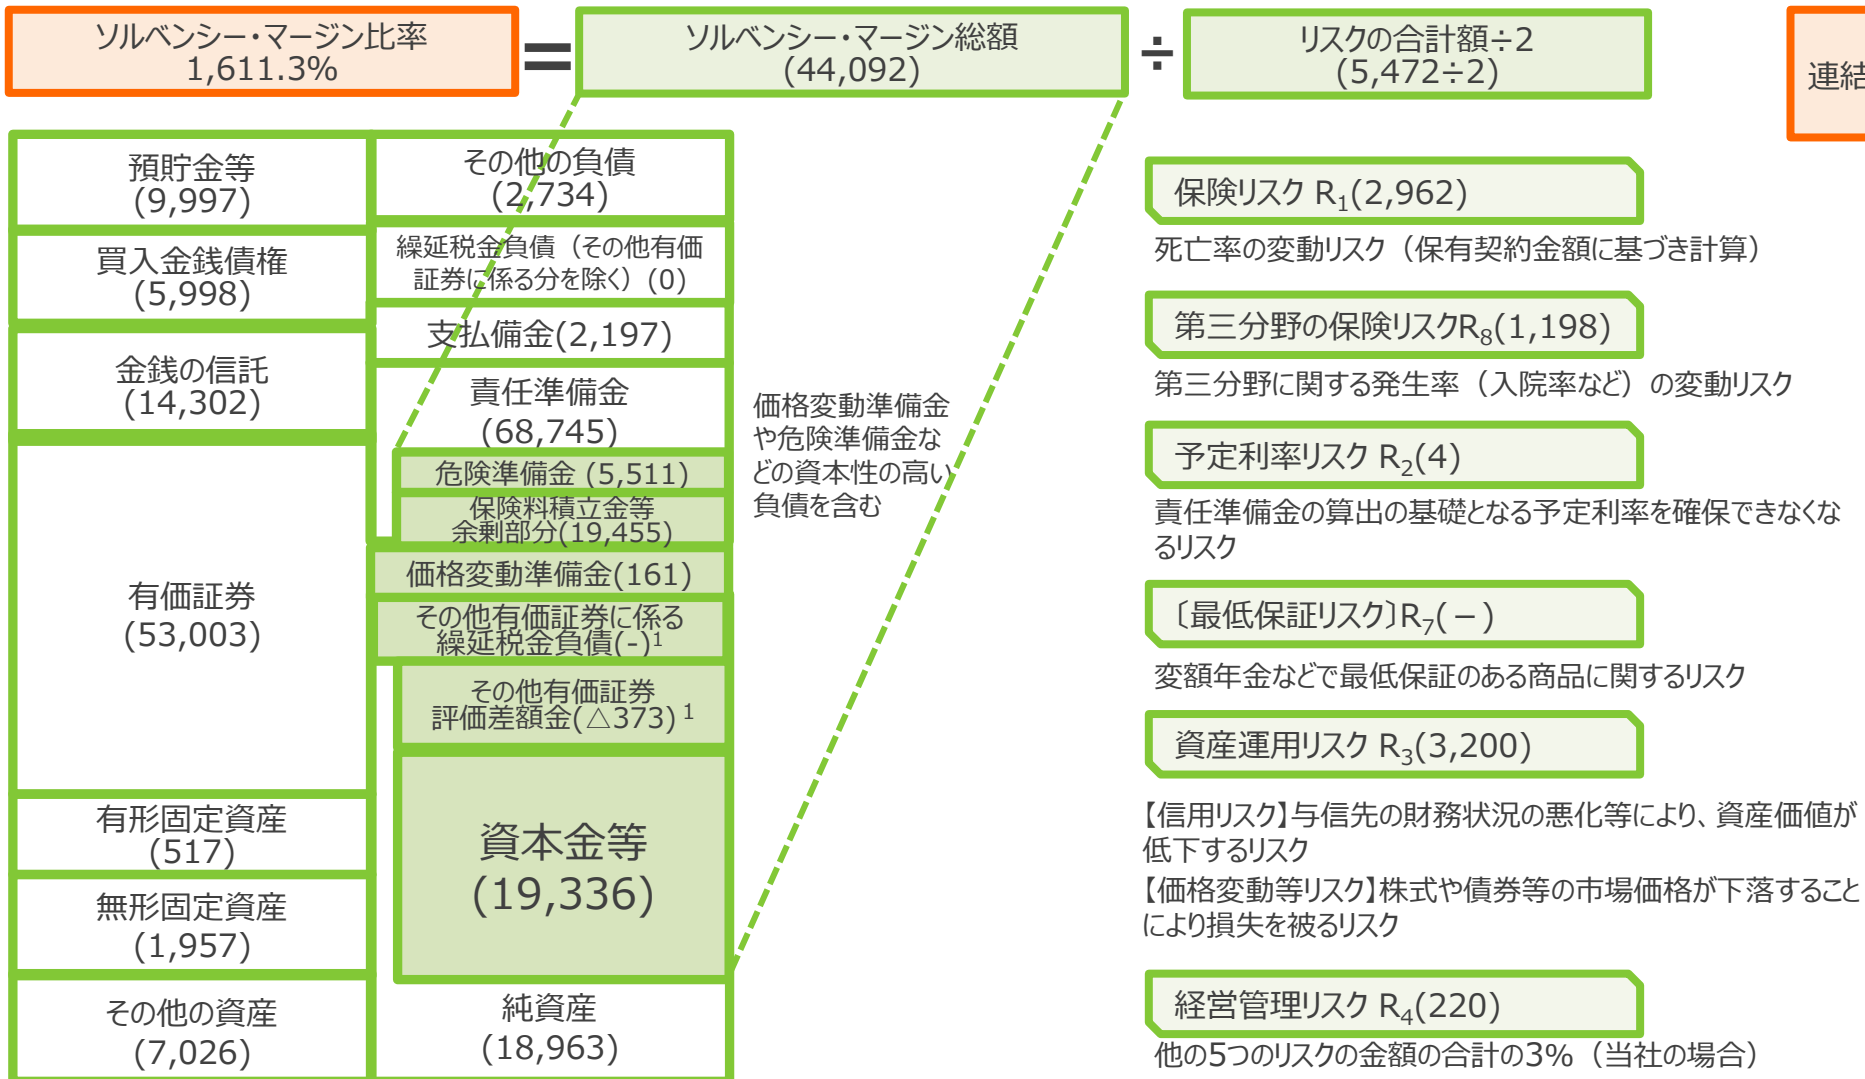 ソルベンシー・マージン比率
1,611.3%
=
ソルベンシー・マージン総額
(44,092)
÷
リスクの合計額÷2
(5,472÷2)
連結
預貯金等
(9,997)
買入金銭債権
(5,998)
金銭の信託
(14,302)
有価証券
(53,003)
有形固定資産
(517)
無形固定資産
(1,957)
その他の資産
(7,026)
その他の負債
(2,734)
繰延税金負債（その他有価
証券に係る分を除く）(0)
支払備金(2,197)
責任準備金
(68,745)
危険準備金 (5,511)
保険料積立金等
余剰部分(19,455)
価格変動準備金(161)
その他有価証券に係る
繰延税金負債(-)1
その他有価証券
評価差額金(△373) 1
資本金等
(19,336)
純資産
(18,963)
価格変動準備金
や危険準備金な
どの資本性の高い
負債を含む
保険リスク R1(2,962)
死亡率の変動リスク（保有契約金額に基づき計算）
第三分野の保険リスクR8(1,198)
第三分野に関する発生率（入院率など）の変動リスク
予定利率リスク R2(4)
責任準備金の算出の基礎となる予定利率を確保できなくな
るリスク
〔最低保証リスク〕R7(－)
変額年金などで最低保証のある商品に関するリスク
資産運用リスク R3(3,200)
【信用リスク】与信先の財務状況の悪化等により、資産価値が
低下するリスク
【価格変動等リスク】株式や債券等の市場価格が下落すること
により損失を被るリスク
経営管理リスク R4(220)
他の5つのリスクの金額の合計の3%（当社の場合）